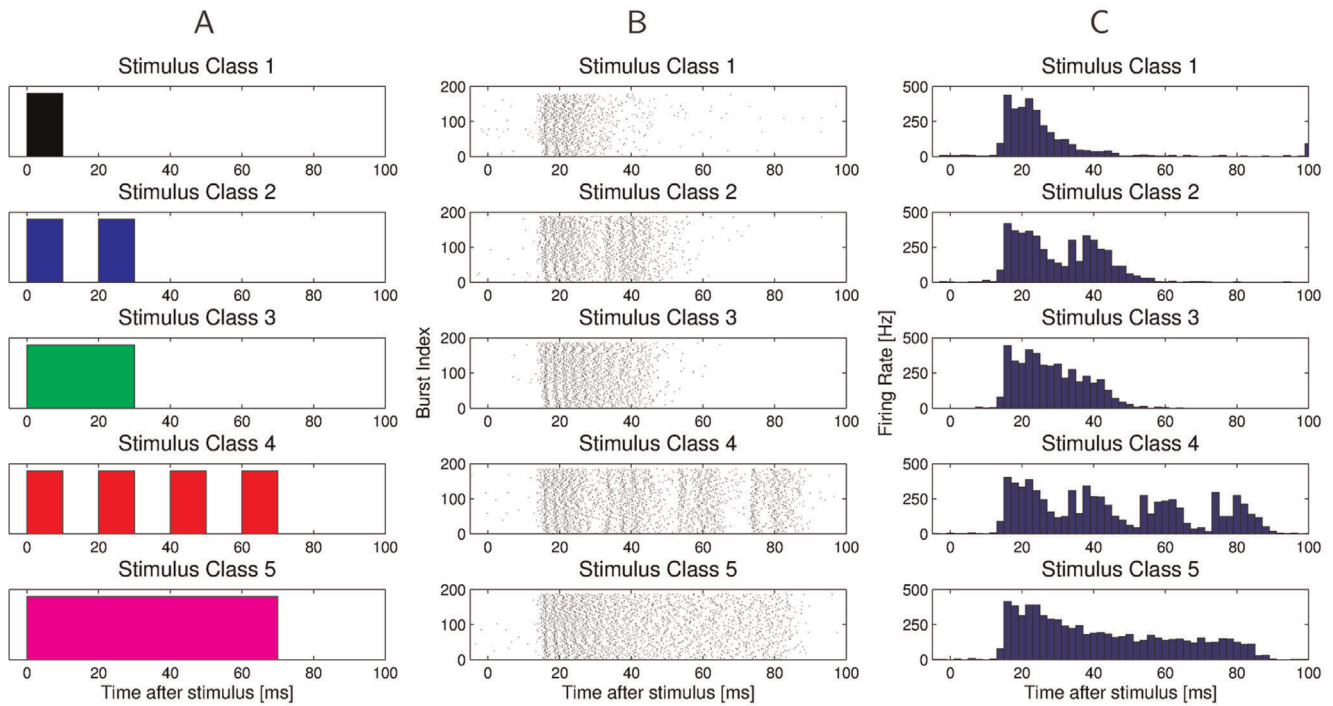 A B C
Stimulus Class 1 Stimulus Class 1 Stimulus Class 1
200 500
100 250
0 0
0 20 40 60 80 100 0 20 40 60 80 100 20 40 60 80 100
Stimulus Class 2 Stimulus Class 2 Stimulus Class 2
200 500
100 250
0 0
0 20 40 60 80 100 0 20 40 60 80 100 20 40 60 80 100
Stimulus Class 3 Stimulus Class 3 Stimulus Class 3
200 500
100 250
0 0
0 20 40 60 80 100 0 20 40 60 80 100 20 40 60 80 100
Burst Index
Firing Rate [Hz]
Stimulus Class 4 Stimulus Class 4 Stimulus Class 4
200 500
100 250
0 0
0 20 40 60 80 100 0 20 40 60 80 100 20 40 60 80 100
Stimulus Class 5 Stimulus Class 5 Stimulus Class 5
200 500
100 250
0 0
0 20 40 60 80 100 0 20 40 60 80 100 20 40 60 80 100
Time after stimulus [ms] Time after stimulus [ms] Time after stimulus [ms]